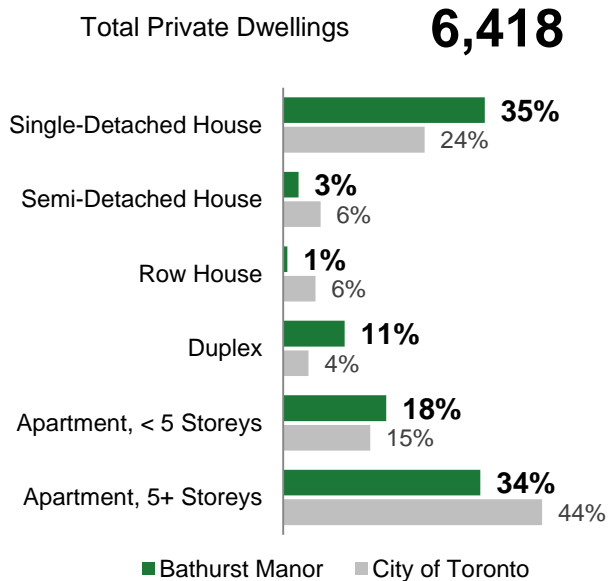 Total Private Dwellings 6,418
Single-Detached House 35%
24%
Semi-Detached House 3%
6%
Row House 1%
6%
Duplex 11%
4%
Apartment, < 5 Storeys 18%
15%
Apartment, 5+ Storeys 34%
44%
Bathurst Manor City of Toronto